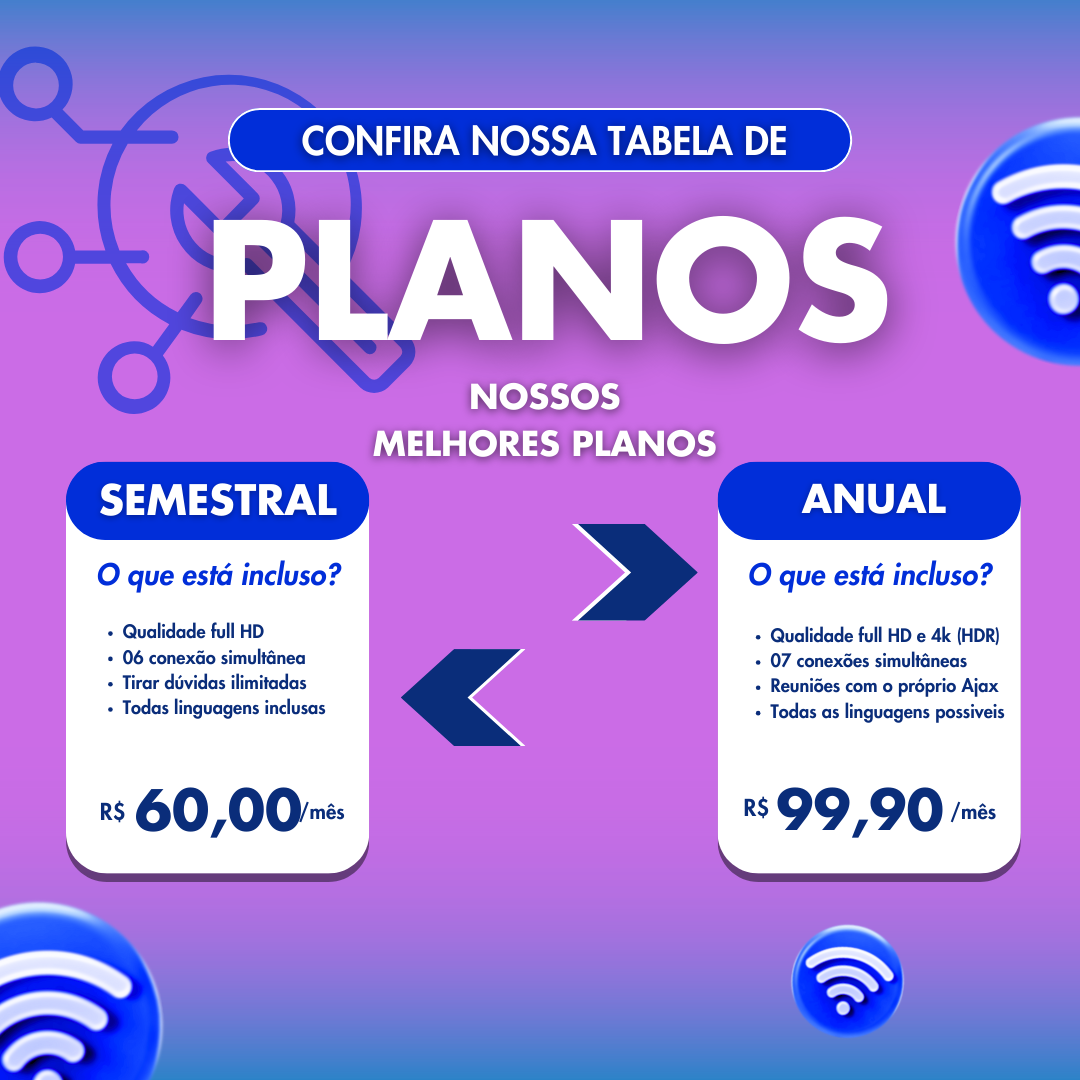 CONFIRA NOSSA TABELA DE
PLANOS
NOSSOS
MELHORES PLANOS
SEMESTRAL
O que está incluso?
• Qualidade full HD
• 06 conexão simultânea
• Tirar dúvidas ilimitadas
• Todas linguagens inclusas
R$ 60,00/mês
ANUAL
O que está incluso?
• Qualidade full HD e 4k (HDR)
• 07 conexões simultâneas
• Reuniões com o próprio Ajax
• Todas as linguagens possiveis
R$ 99,90 /mês